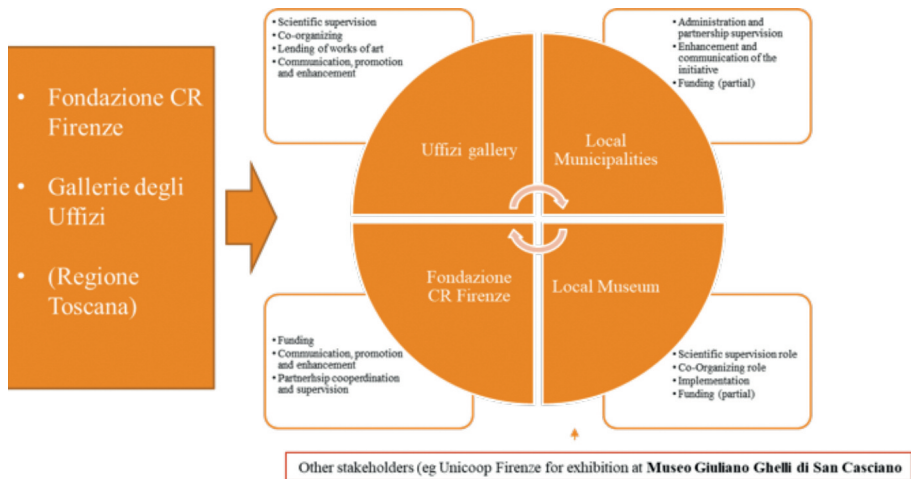 • Fondazione CR
Firenze
• Gallerie degli
Uffizi
• (Regione
Toscana)
• Scientific supervision
• Co-organizing
• Lending of works of art
• Communication, promotion
and enhancement
• Administration and
partnership supervision
• Enhancement and
communication of the
initiative
• Funding (partial)
Uffizi gallery
Local
Municipalities
Fondazione
CR Firenze
Local Museum
• Funding
• Communication, promotion
and enhancement
• Partnerhsip cooperdination
and supervision
• Scientific supervision role
• Co-Organizing role
• Implementation
• Funding (partial)
Other stakeholders (eg Unicoop Firenze for exhibition at Museo Giuliano Ghelli di San Casciano